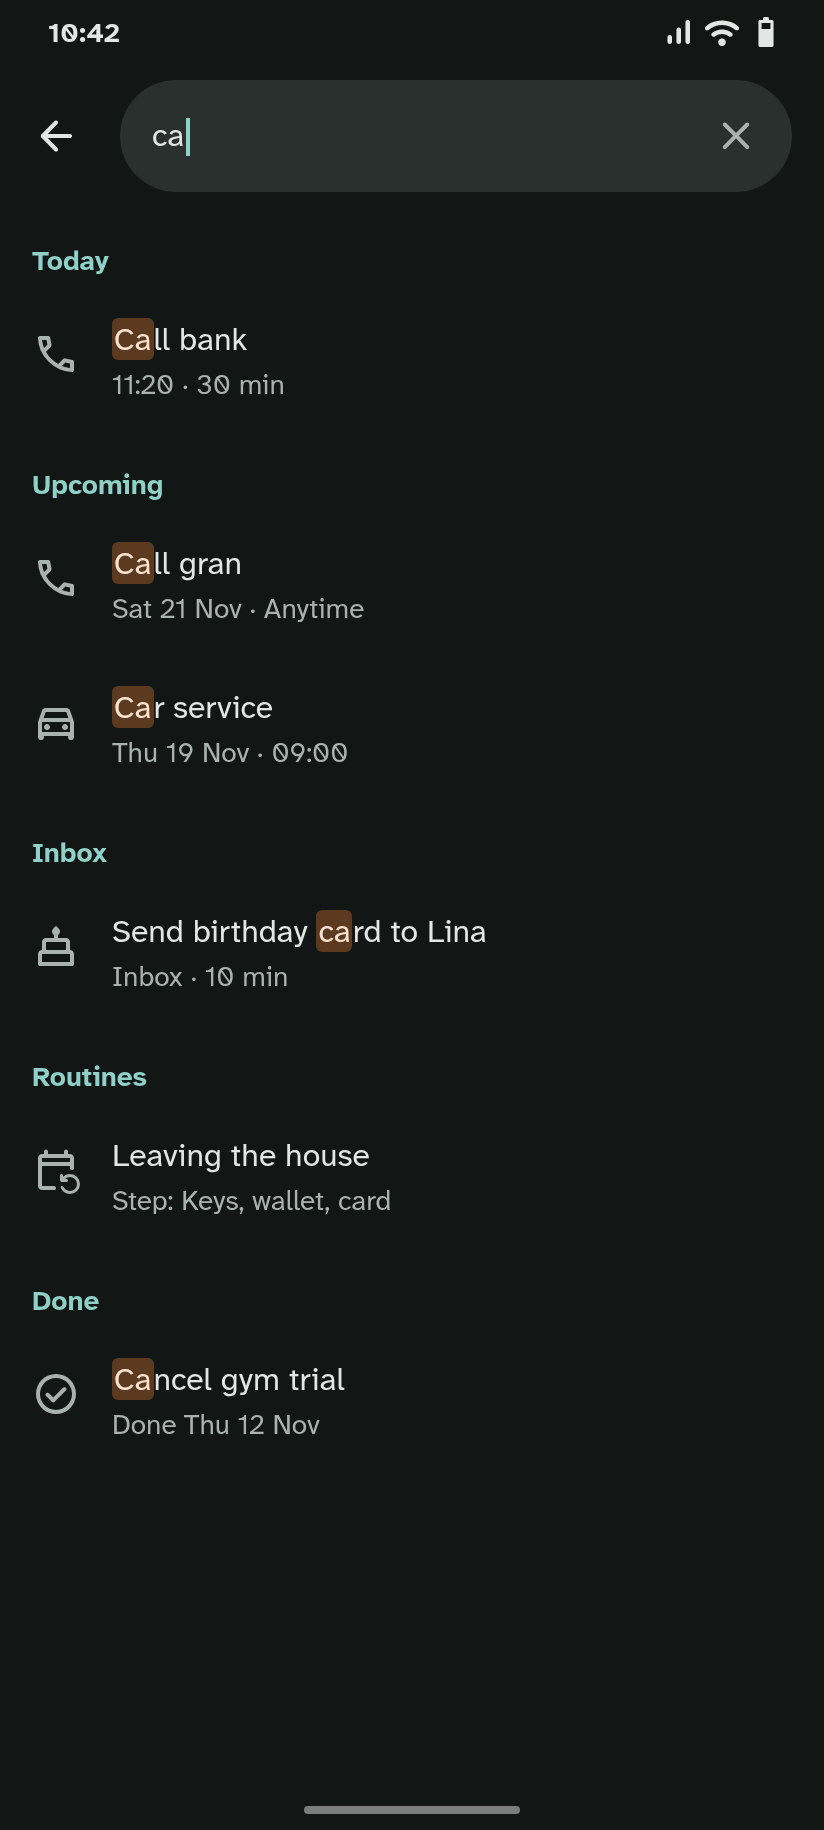 10:42
ca
Today
Call bank
11:20 · 30 min
Upcoming
Call gran
Sat 21 Nov · Anytime
Car service
Thu 19 Nov · 09:00
Inbox
Send birthday card to Lina
Inbox · 10 min
Routines
Leaving the house
Step: Keys, wallet, card
Done
Cancel gym trial
Done Thu 12 Nov